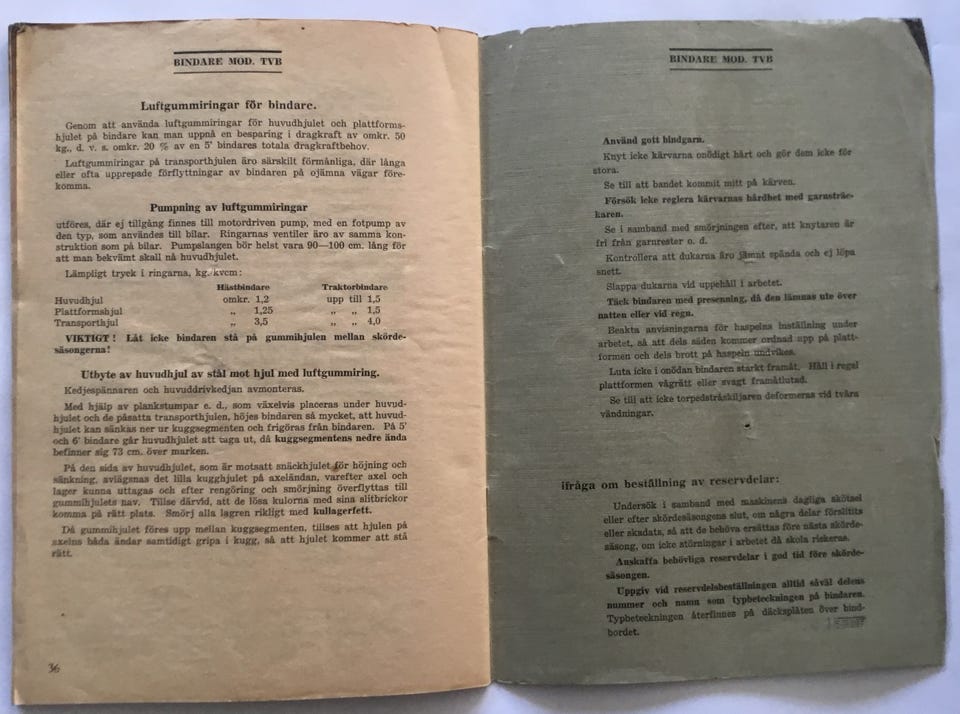 BINDARE MOD. TVB
Luftgummiringar för bindare.
Genom att använda luftgummiringar för huvudhjulet och plattforms-
hjulet på bindare kan man uppnå en besparing i dragkraft av omkr. 50
kg., d. v. s. omkr. 20 % av en 5' bindares totala dragkraftbehov.
Luftgummiringar på transporthjulen äro särskilt förmånliga, där långa
eller ofta upprepade förflyttningar av bindaren på ojämna vägar före-
komma.
Pumpning av luftgummiringar
utföres, där ej tillgång finnes till motordriven pump, med en fotpump av
den typ, som användes till bilar. Ringarnas ventiler äro av samma kon-
struktion som på bilar. Pumpslangen bör helst vara 90—100 cm. lång för
att man bekvämt skall nå huvudhjulet.
Lämpligt tryck i ringarna, kg./kvcm:
Hästbindare Traktorbindare
Huvudhjul omkr. 1,2 upp till 1,5
Plattformshjul „ 1,25 „ „ 1,5
Transporthjul „ 3,5 „ „ 4,0
VIKTIGT! Låt icke bindaren stå på gummihjulen mellan skörde-
säsongerna!
Utbyte av huvudhjul av stål mot hjul med luftgummiring.
Kedjespännaren och huvuddrivkedjan avmonteras.
Med hjälp av plankstumpar e. d., som växelvis placeras under huvud-
hjulet och de påsatta transporthjulen, höjes bindaren så mycket, att huvud-
hjulet kan sänkas ner ur kuggsegmenten och frigöras från bindaren. På 5'
och 6' bindare går huvudhjulet att taga ut, då kuggsegmentens nedre ända
befinner sig 73 cm. över marken.
På den sida av huvudhjulet, som är motsatt snäckhjulet för höjning och
sänkning, avlägsnas det lilla kugghjulet på axeländan, varefter axel och
lager kunna uttagas och efter rengöring och smörjning överflyttas till
gummihjulets nav. Tillse därvid, att de lösa kulorna med sina slitbrickor
komma på rätt plats. Smörj alla lagren rikligt med kullagerfett.
Då gummihjulet föres upp mellan kuggsegmenten, tillses att hjulen på
axelns båda ändar samtidigt gripa i kugg, så att hjulet kommer att stå
rätt.
36
BINDARE MOD. TVB
Använd gott bindgarn.
Knyt icke kärvarna onödigt hårt och gör dem icke för
stora.
Se till att bandet kommit mitt på kärven.
Försök icke reglera kärvarnas hårdhet med garnsträc-
karen.
Se i samband med smörjningen efter, att knytaren är
fri från garnrester o. d.
Kontrollera att dukarna äro jämnt spända och ej löpa
snett.
Slappa dukarna vid uppehåll i arbetet.
Täck bindaren med presenning, då den lämnas ute över
natten eller vid regn.
Beakta anvisningarna för haspelns inställning under
arbetet, så att dels säden kommer ordnad upp på platt-
formen och dels brott på haspeln undvikes.
Luta icke i onödan bindaren starkt framåt. Håll i regel
plattformen vågrätt eller svagt framåtlutad.
Se till att icke torpedstråskiljaren deformeras vid tvära
vändningar.
ifråga om beställning av reservdelar:
Undersök i samband med maskinens dagliga skötsel
eller efter skördesäsongens slut, om några delar förslitits
eller skadats, så att de behöva ersättas före nästa skörde-
säsong, om icke störningar i arbetet då skola riskeras.
Anskaffa behövliga reservdelar i god tid före skörde-
säsongen.
Uppgiv vid reservdelsbeställningen alltid såväl delens
nummer och namn som typbeteckningen på bindaren.
Typbeteckningen återfinnes på däcksplåten över bind-
bordet.